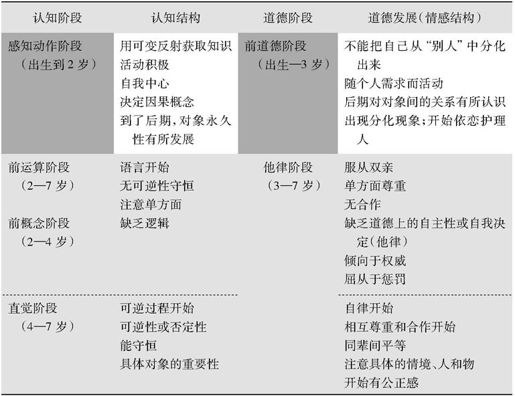 认知阶段 认知结构 道德阶段 道德发展(情感结构)
感知动作阶段 用可变反射获取知识 前道德阶段 不能把自己从“别人”中分化
(出生到2岁) 活动积极 (出生—3岁) 出来
自我中心 随个人需求而活动
决定因果概念 后期对对象间的关系有所认识
到了后期,对象永久 出现分化现象;开始依恋护理
性有所发展 人
前运算阶段 语言开始 他律阶段 服从双亲
(2—7岁) 无可逆性守恒 (3—7岁) 单方面尊重
注意单方面 无合作
前概念阶段 缺乏逻辑 缺乏道德上的自主性或自我决
(2—4岁) 定(他律)
倾向于权威
屈从于惩罚
直觉阶段 可逆过程开始 自律开始
(4—7岁) 可逆性或否定性 相互尊重和合作开始
能守恒 同辈间平等
具体对象的重要性 注意具体的情境、人和物
开始有公正感